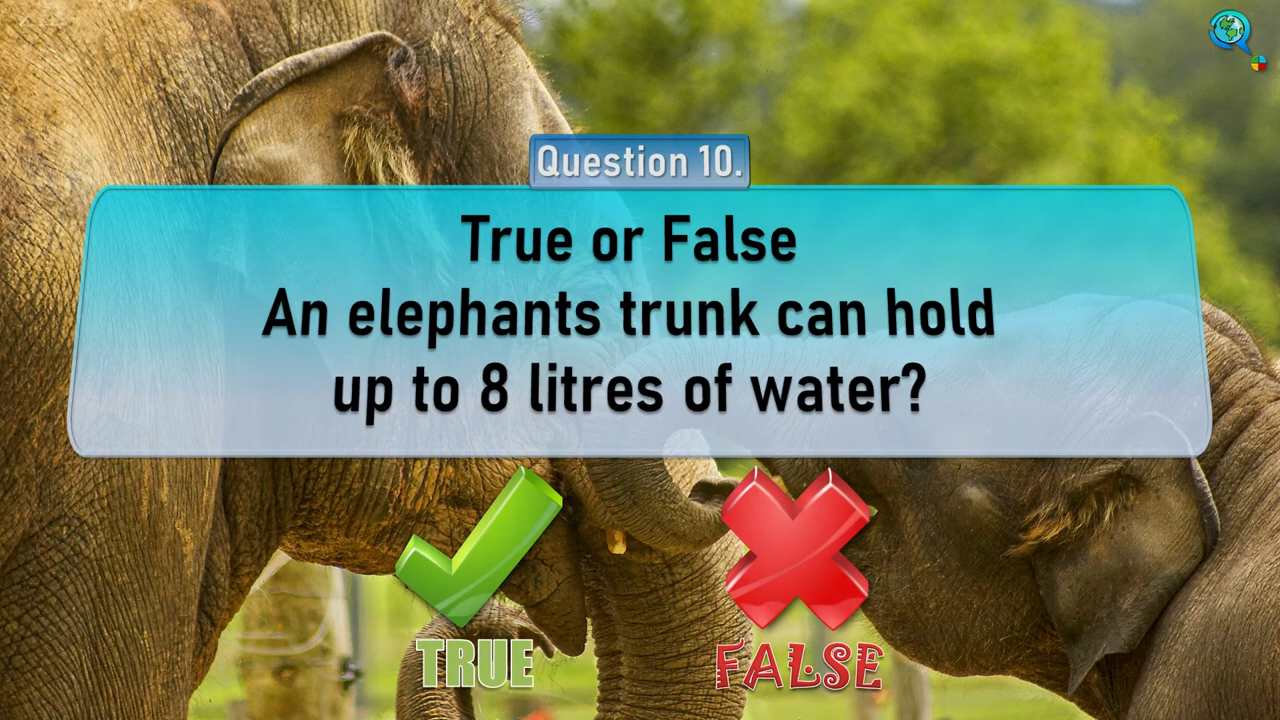 Question 10.
True or False
An elephants trunk can hold
up to 8 litres of water?
TRUE
FALSE